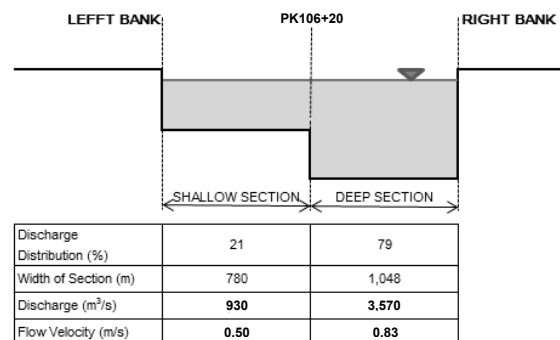 LEFFT BANK PK106+20 RIGHT BANK
SHALLOW SECTION DEEP SECTION
Discharge
Distribution (%) 21 79
Width of Section (m) 780 1,048
Discharge (m³/s) 930 3,570
Flow Velocity (m/s) 0.50 0.83